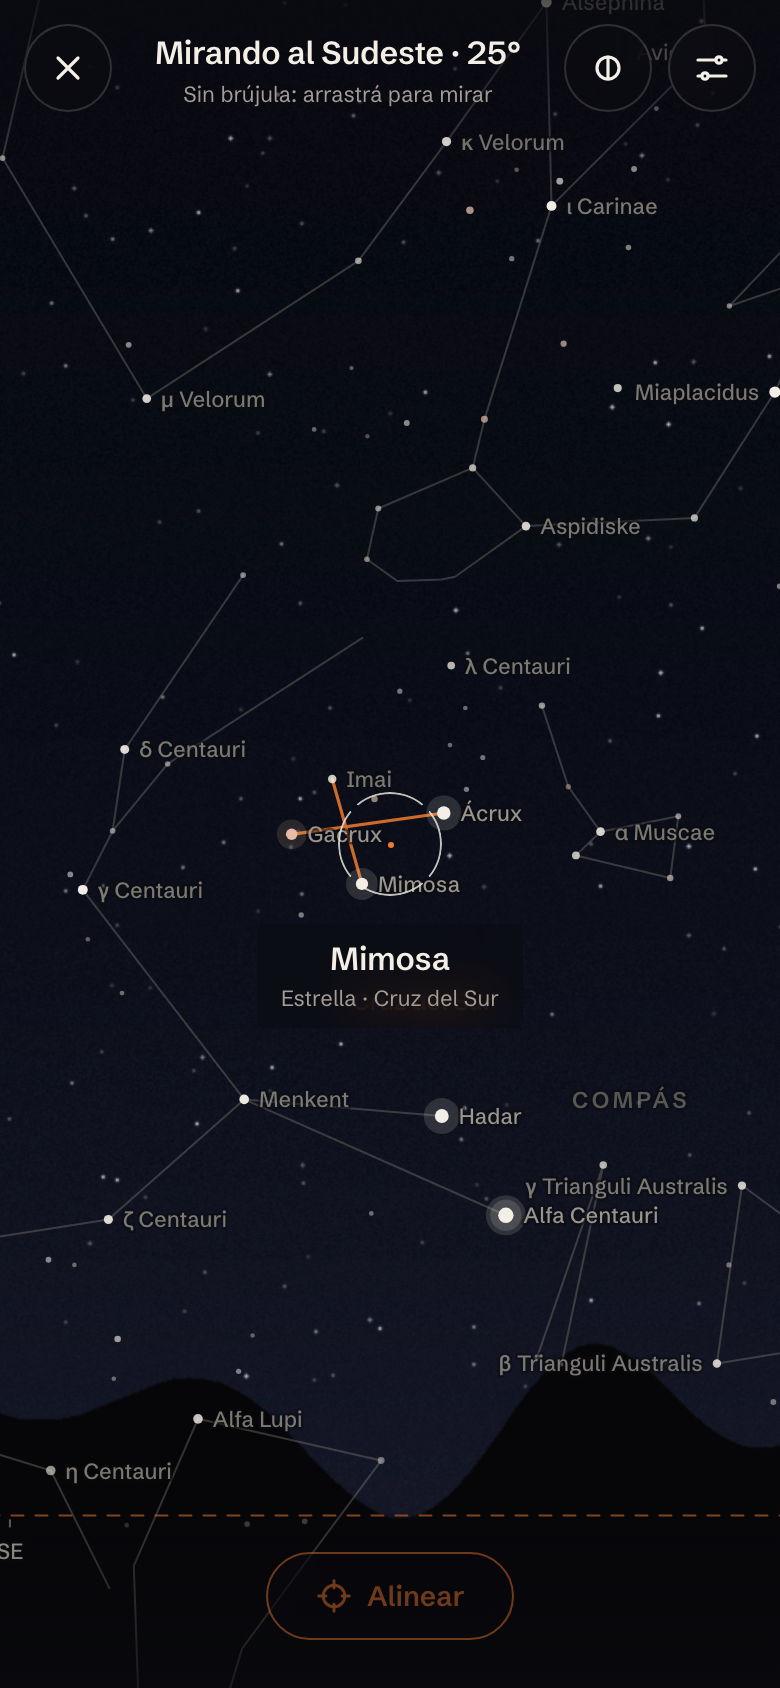 Alsephina
Mirando al Sudeste · 25°
Sin brújula: arrastrá para mirar
κ Velorum
ι Carinae
μ Velorum
Miaplacidus
Aspidiske
λ Centauri
δ Centauri
Imai
Ácrux
Gacrux
α Muscae
γ Centauri
Mimosa
Mimosa
Estrella · Cruz del Sur
Menkent
COMPÁS
Hadar
γ Trianguli Australis
ζ Centauri
Alfa Centauri
β Trianguli Australis
Alfa Lupi
η Centauri
SE
Alinear